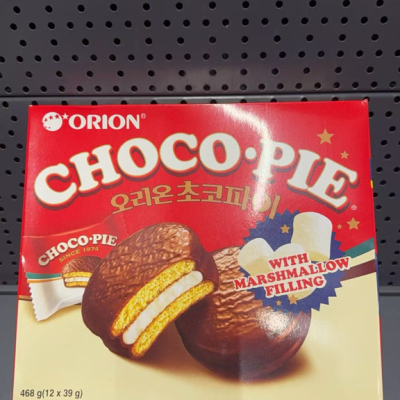 ORION®
CHOCO·PIE®
오리온 초코파이
CHOCO·PIE
SINCE 1974
WITH
MARSHMALLOW
FILLING
468 g(12 x 39 g)